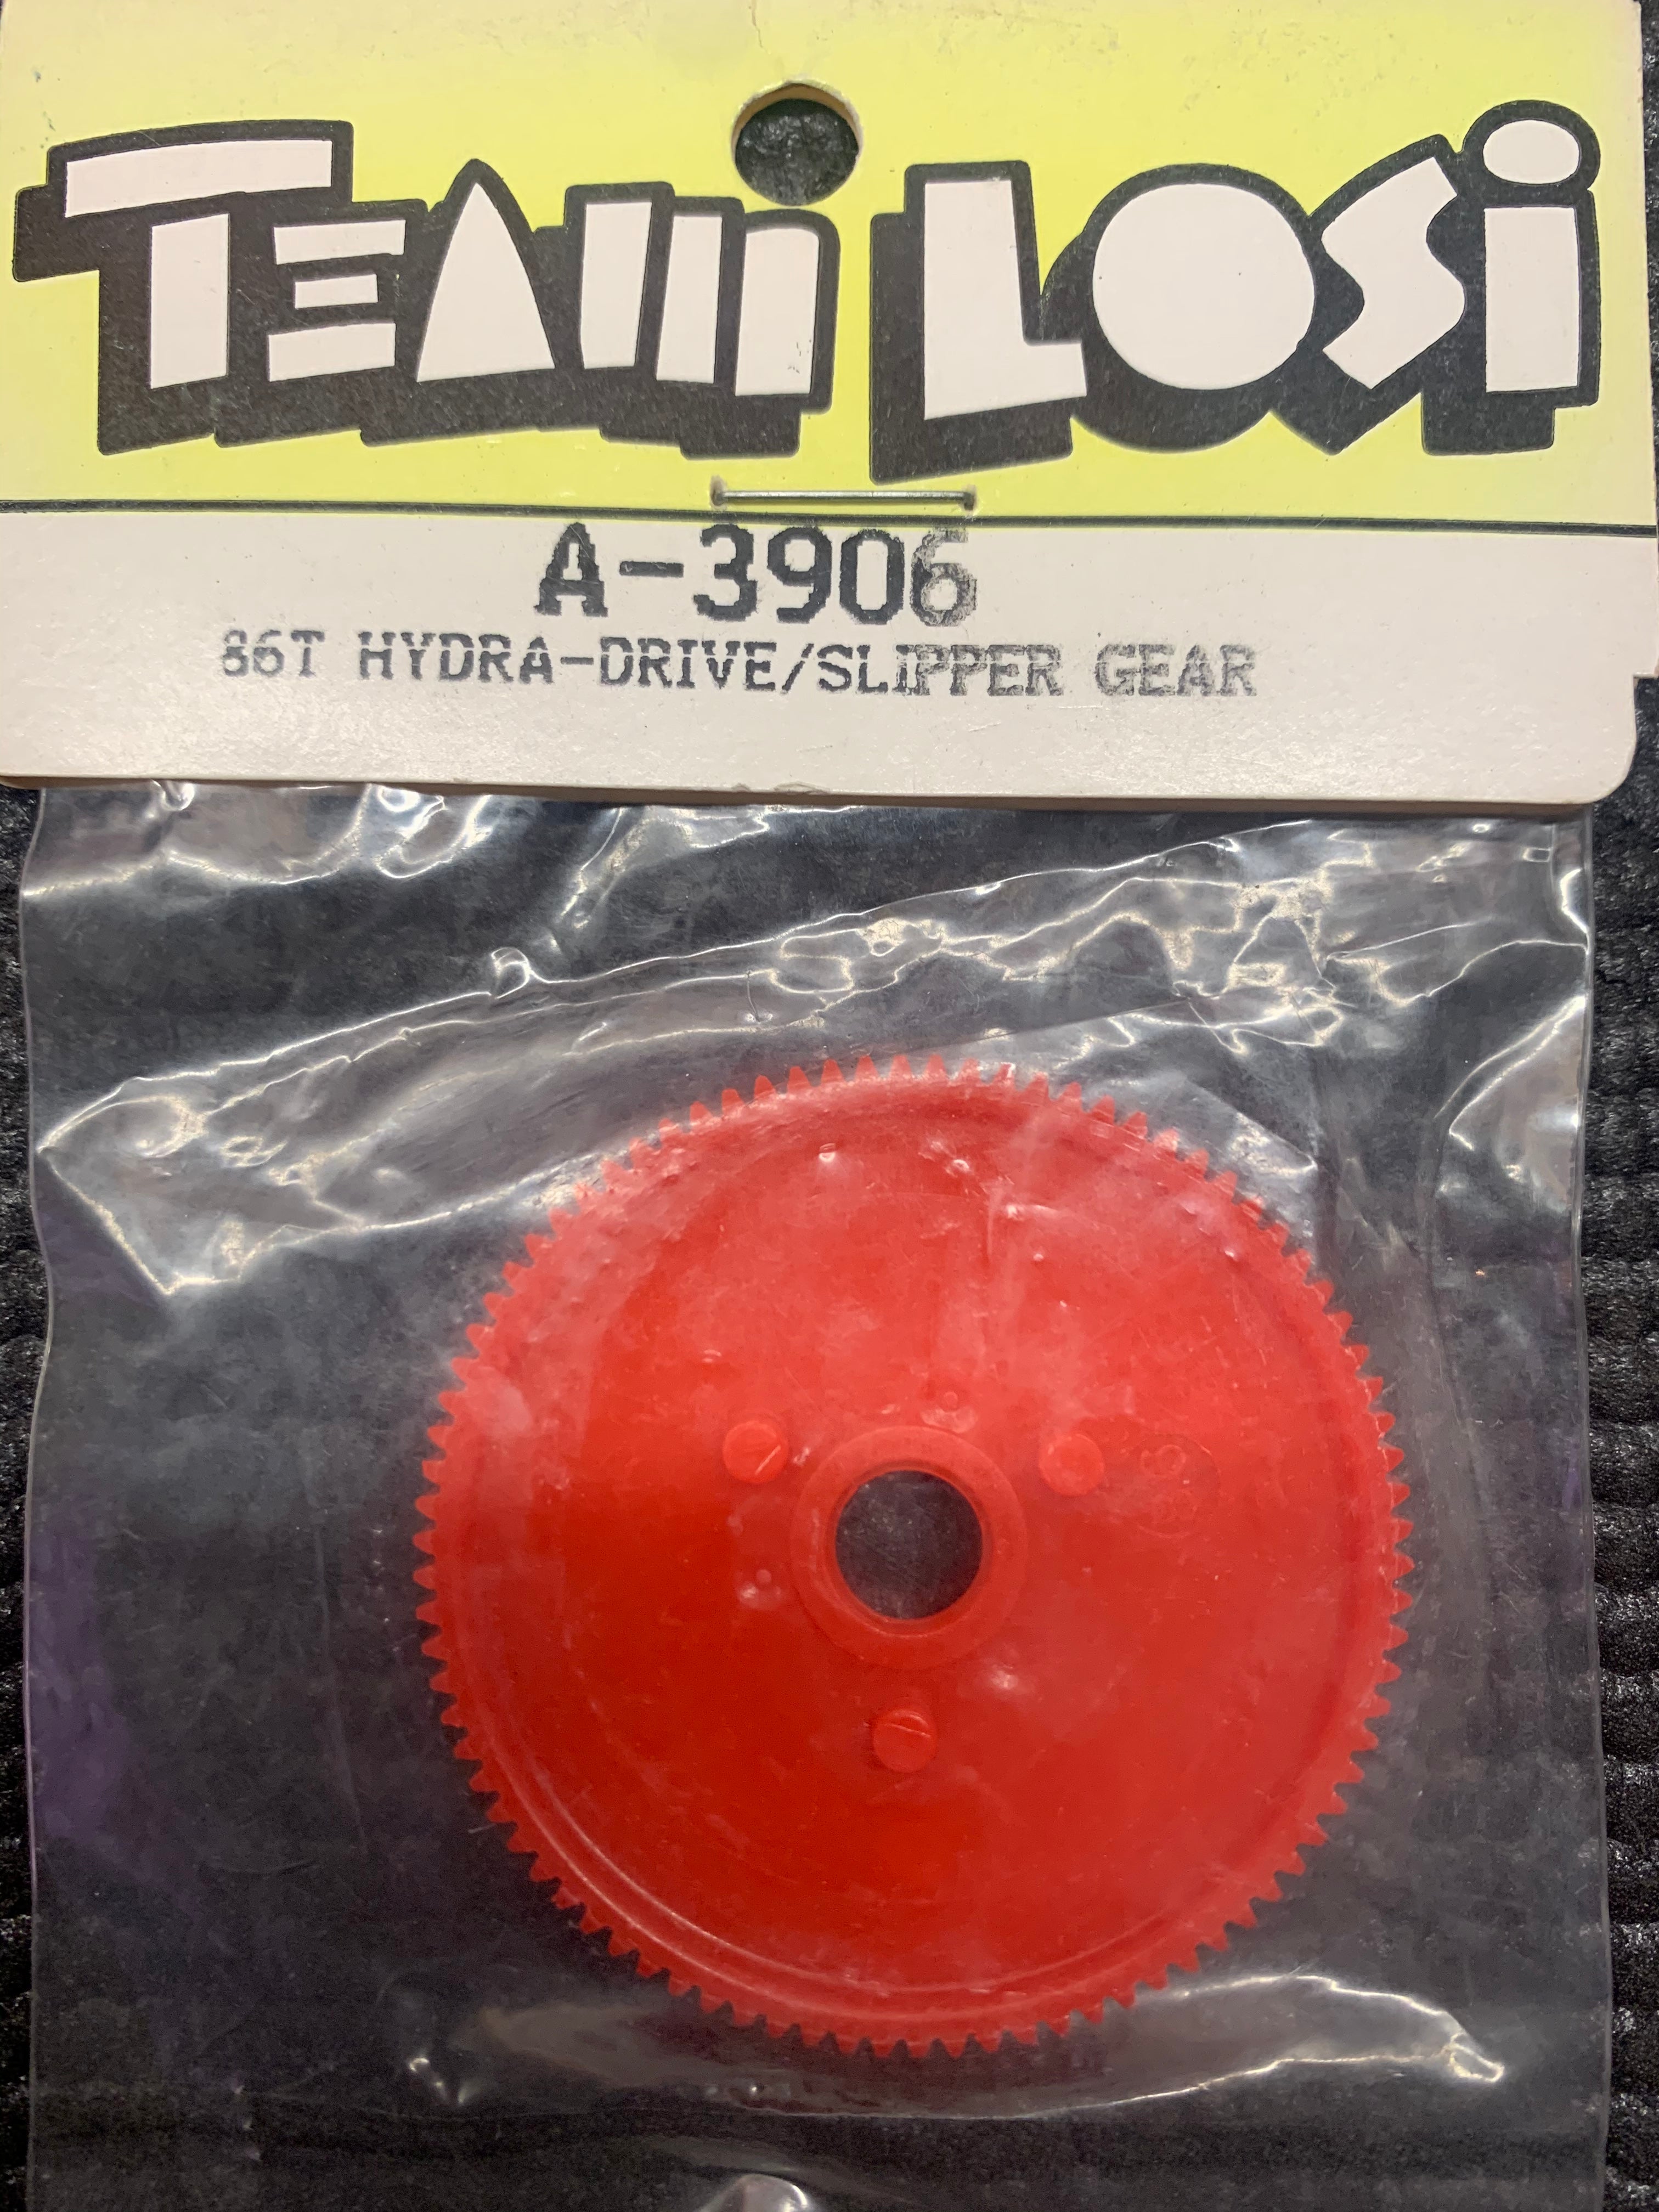 TEAM LOSi
A-3906
86T HYDRA-DRIVE/SLIPPER GEAR